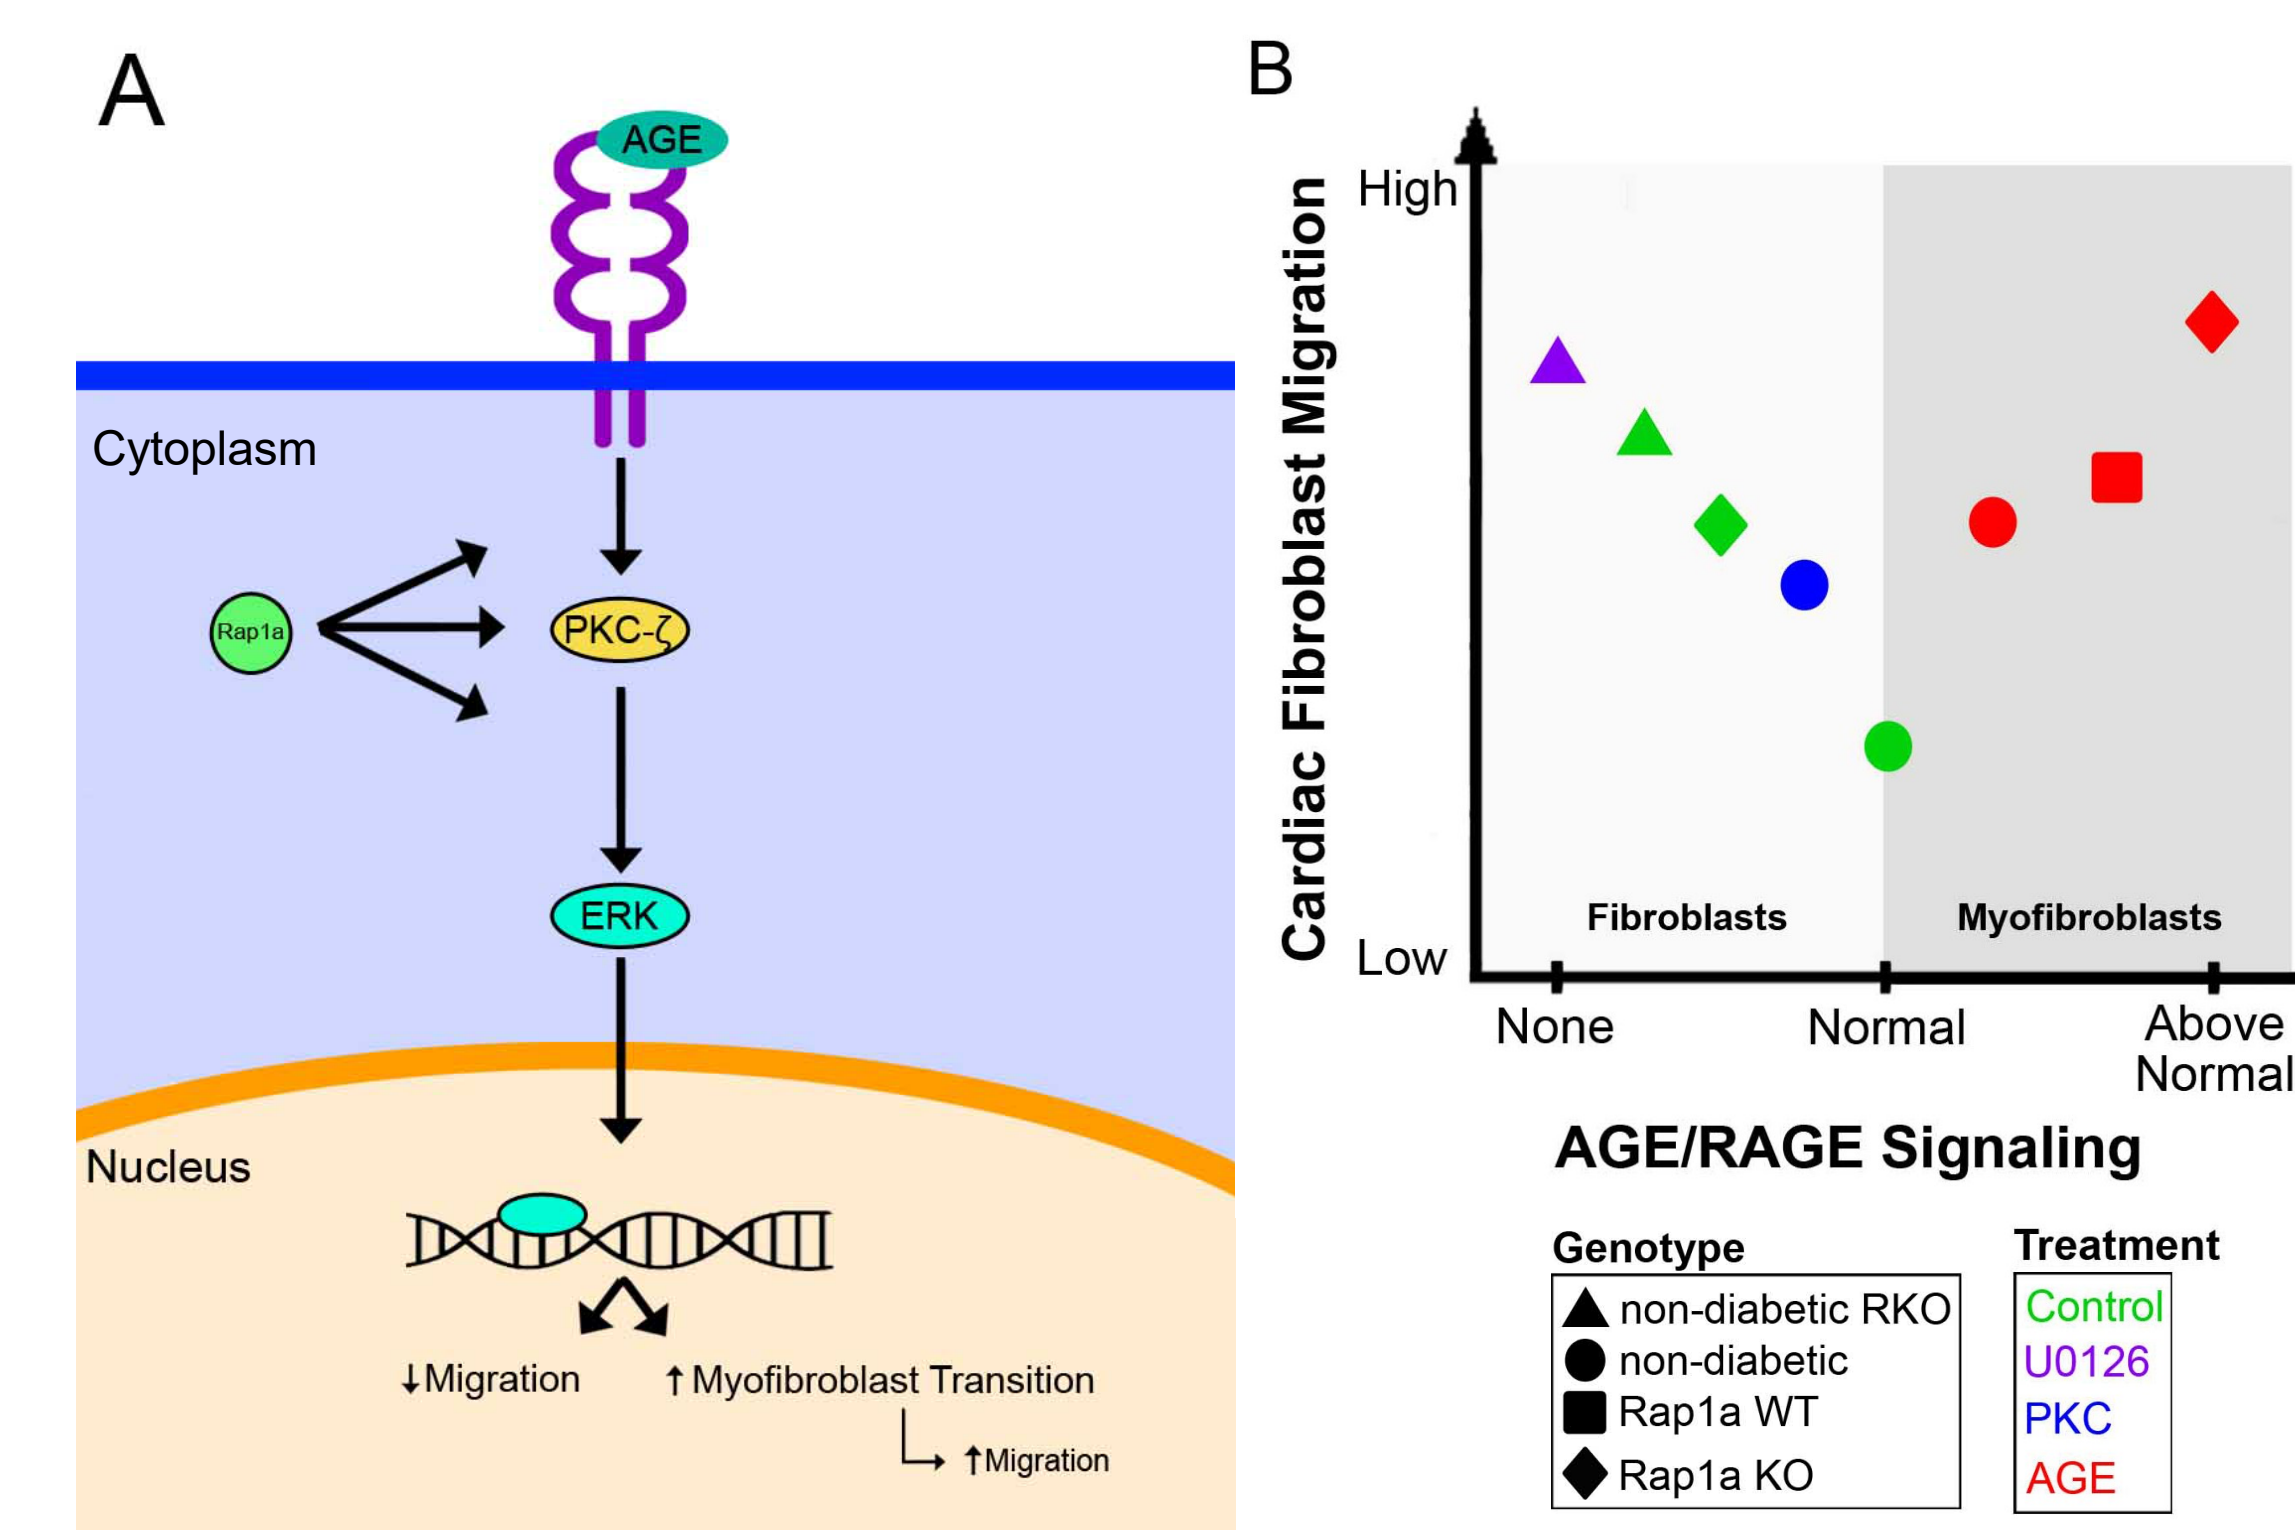 A
AGE
Cytoplasm
Rap1a
PKC-ζ
ERK
Nucleus
↓Migration
↑Myofibroblast Transition
↑Migration
B
Cardiac Fibroblast Migration
High
Low
Fibroblasts
Myofibroblasts
None
Normal
Above
Normal
AGE/RAGE Signaling
Genotype
non-diabetic RKO
non-diabetic
Rap1a WT
Rap1a KO
Treatment
Control
U0126
PKC
AGE